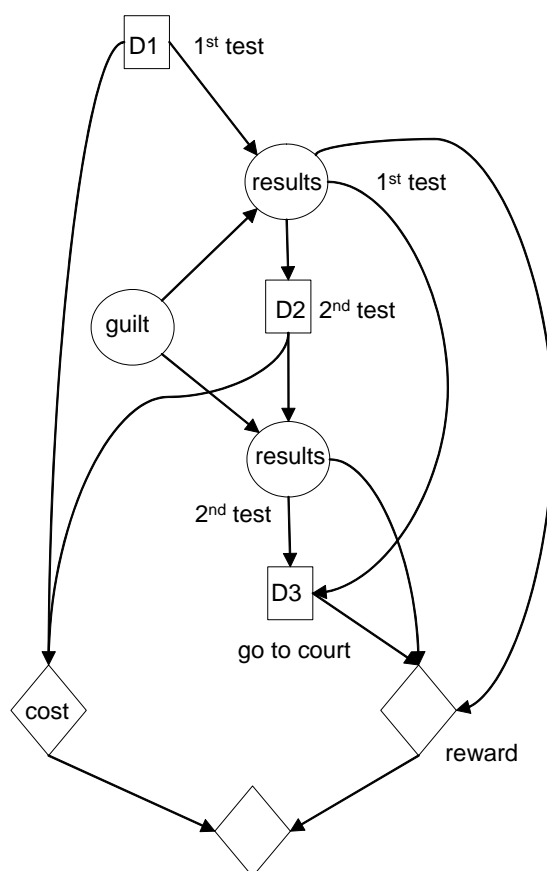 D1
1st test
results
1st test
D2
2nd test
guilt
results
2nd test
D3
go to court
cost
reward